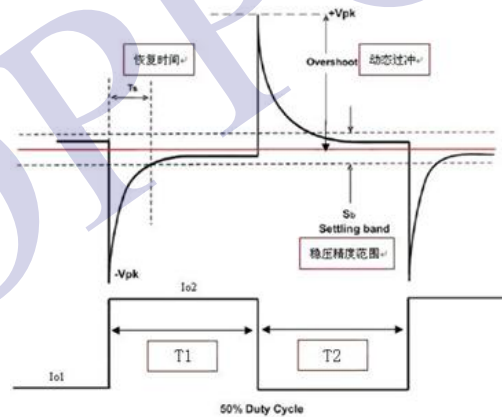 +Vpk
恢复时间
Ts
Overshoot
动态过冲
Sb
Settling band
稳压精度范围
-Vpk
Io2
T1
T2
Io1
50% Duty Cycle